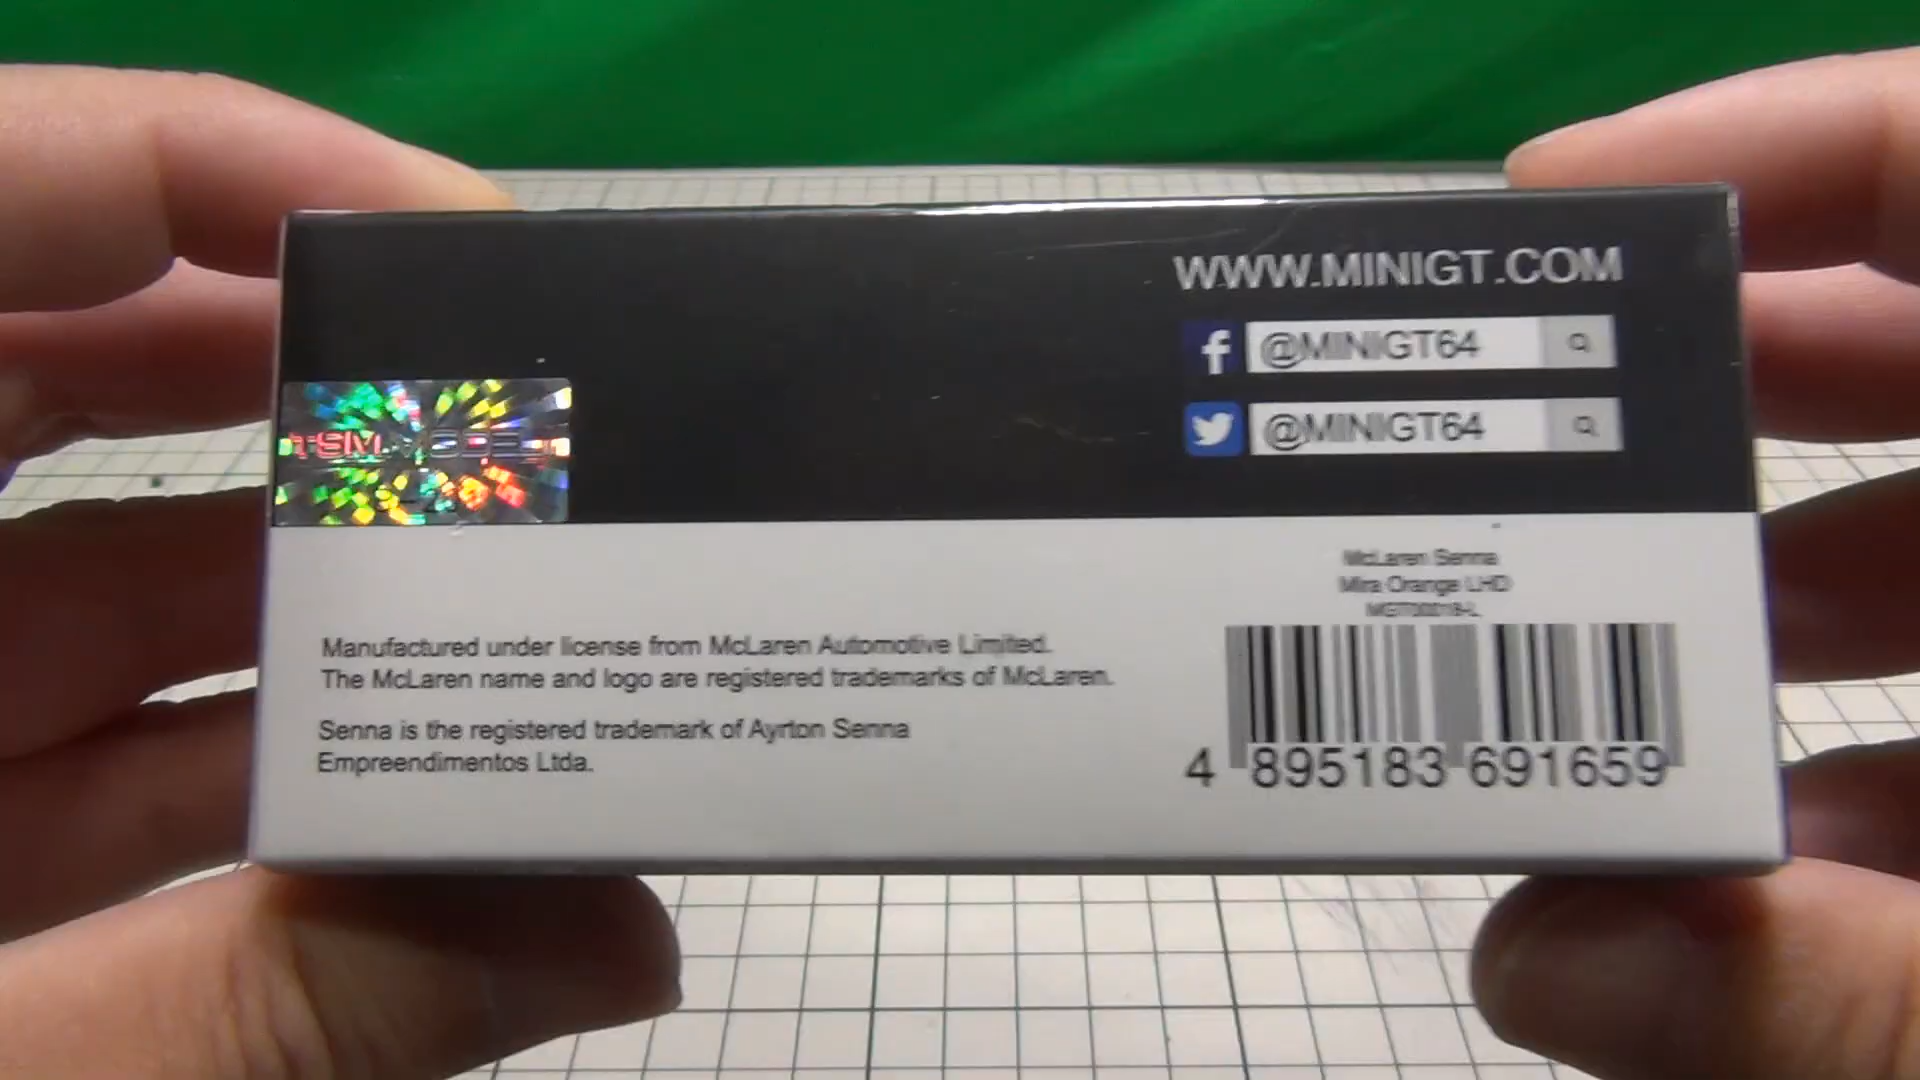 WWW.MINIGT.COM
f @MINIGT64
@MINIGT64
TSM MODEL
McLaren Senna
Mira Orange LHD
Manufactured under license from McLaren Automotive Limited.
The McLaren name and logo are registered trademarks of McLaren.
Senna is the registered trademark of Ayrton Senna
Empreendimentos Ltda.
4 895183 691659